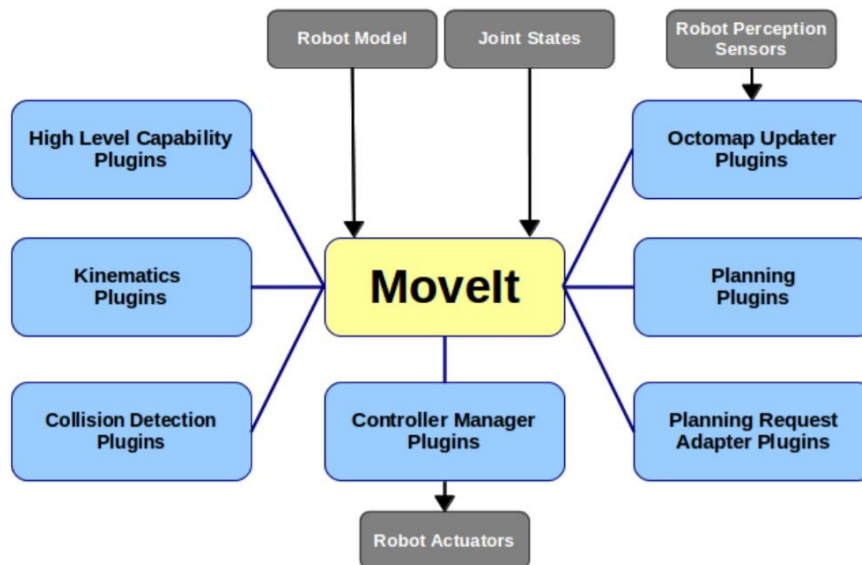 Robot Model
Joint States
Robot Perception
Sensors
High Level Capability
Plugins
Octomap Updater
Plugins
Kinematics
Plugins
MoveIt
Planning
Plugins
Collision Detection
Plugins
Controller Manager
Plugins
Planning Request
Adapter Plugins
Robot Actuators